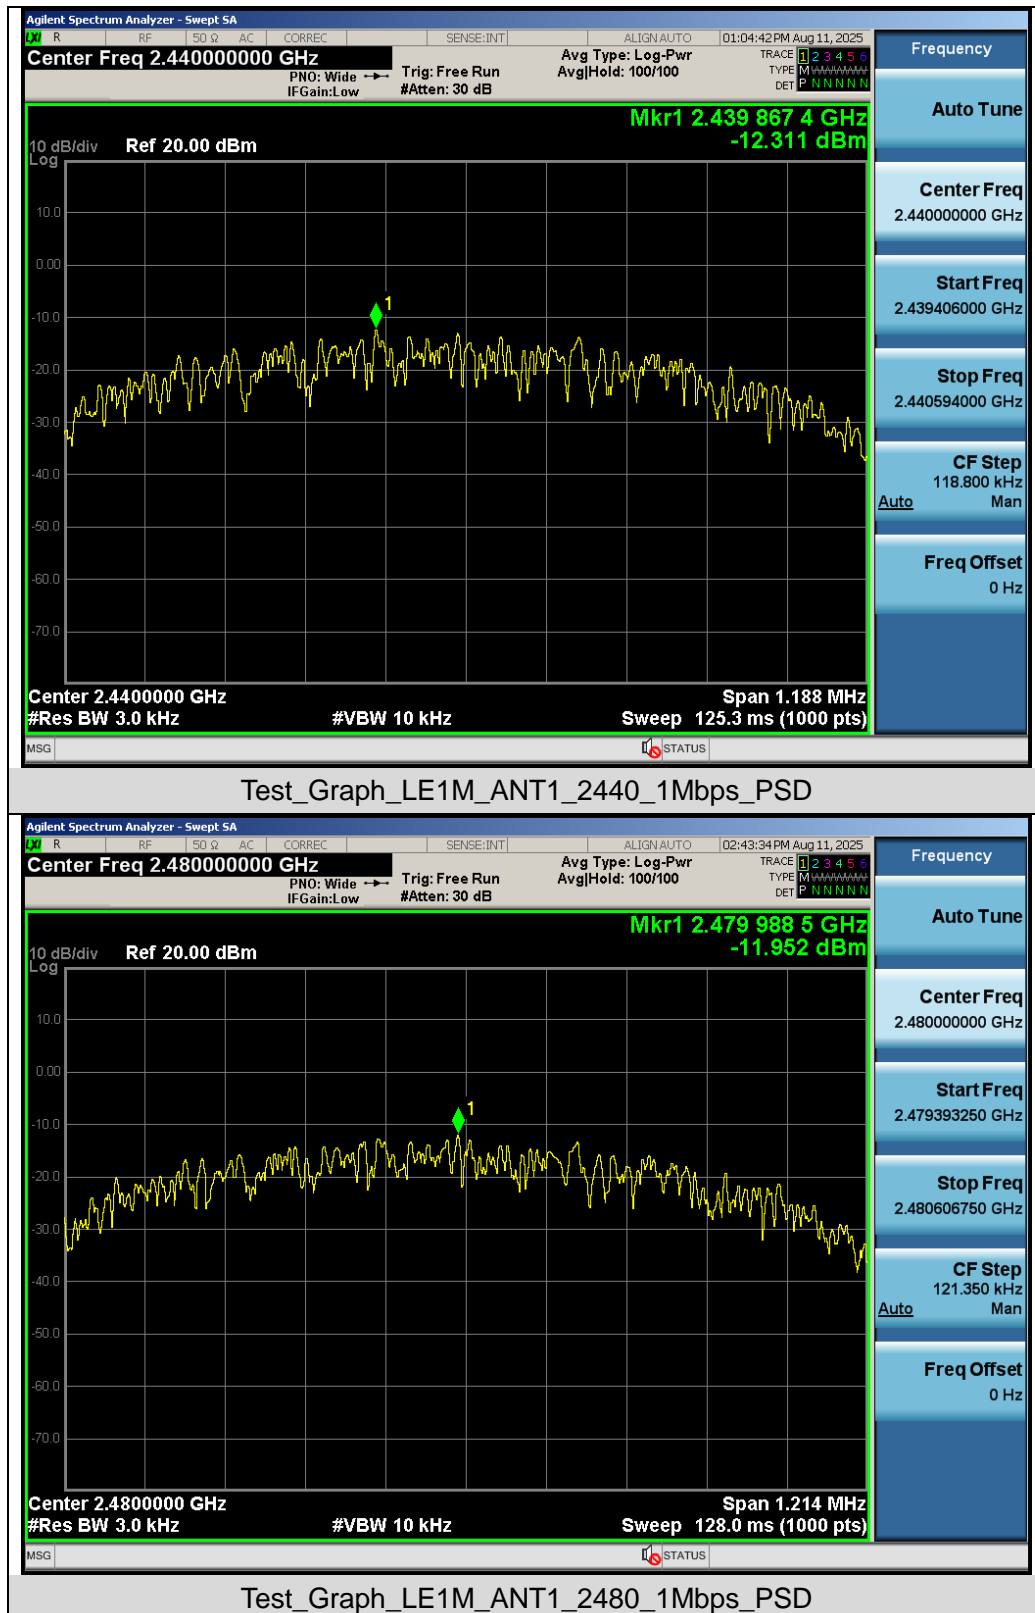 Agilent Spectrum Analyzer - Swept SA
LXI R RF 50 Ω AC CORREC SENSE:INT ALIGN AUTO 01:04:42 PM Aug 11, 2025
Center Freq 2.440000000 GHz
PNO: Wide
IFGain:Low
Trig: Free Run
#Atten: 30 dB
Avg Type: Log-Pwr
Avg|Hold: 100/100
TRACE 1 2 3 4 5 6
TYPE M
DET P N N N N N
Frequency
Auto Tune
Mkr1 2.439 867 4 GHz
-12.311 dBm
10 dB/div Ref 20.00 dBm
Log
10.0
0.00
-10.0
-20.0
-30.0
-40.0
-50.0
-60.0
-70.0
1
Center Freq
2.440000000 GHz
Start Freq
2.439406000 GHz
Stop Freq
2.440594000 GHz
CF Step
118.800 kHz
Auto Man
Freq Offset
0 Hz
Center 2.4400000 GHz Span 1.188 MHz
#Res BW 3.0 kHz #VBW 10 kHz Sweep 125.3 ms (1000 pts)
MSG STATUS
Test_Graph_LE1M_ANT1_2440_1Mbps_PSD
Agilent Spectrum Analyzer - Swept SA
LXI R RF 50 Ω AC CORREC SENSE:INT ALIGN AUTO 02:43:34 PM Aug 11, 2025
Center Freq 2.480000000 GHz
PNO: Wide
IFGain:Low
Trig: Free Run
#Atten: 30 dB
Avg Type: Log-Pwr
Avg|Hold: 100/100
TRACE 1 2 3 4 5 6
TYPE M
DET P N N N N N
Frequency
Auto Tune
Mkr1 2.479 988 5 GHz
-11.952 dBm
10 dB/div Ref 20.00 dBm
Log
10.0
0.00
-10.0
-20.0
-30.0
-40.0
-50.0
-60.0
-70.0
1
Center Freq
2.480000000 GHz
Start Freq
2.479393250 GHz
Stop Freq
2.480606750 GHz
CF Step
121.350 kHz
Auto Man
Freq Offset
0 Hz
Center 2.4800000 GHz Span 1.214 MHz
#Res BW 3.0 kHz #VBW 10 kHz Sweep 128.0 ms (1000 pts)
MSG STATUS
Test_Graph_LE1M_ANT1_2480_1Mbps_PSD